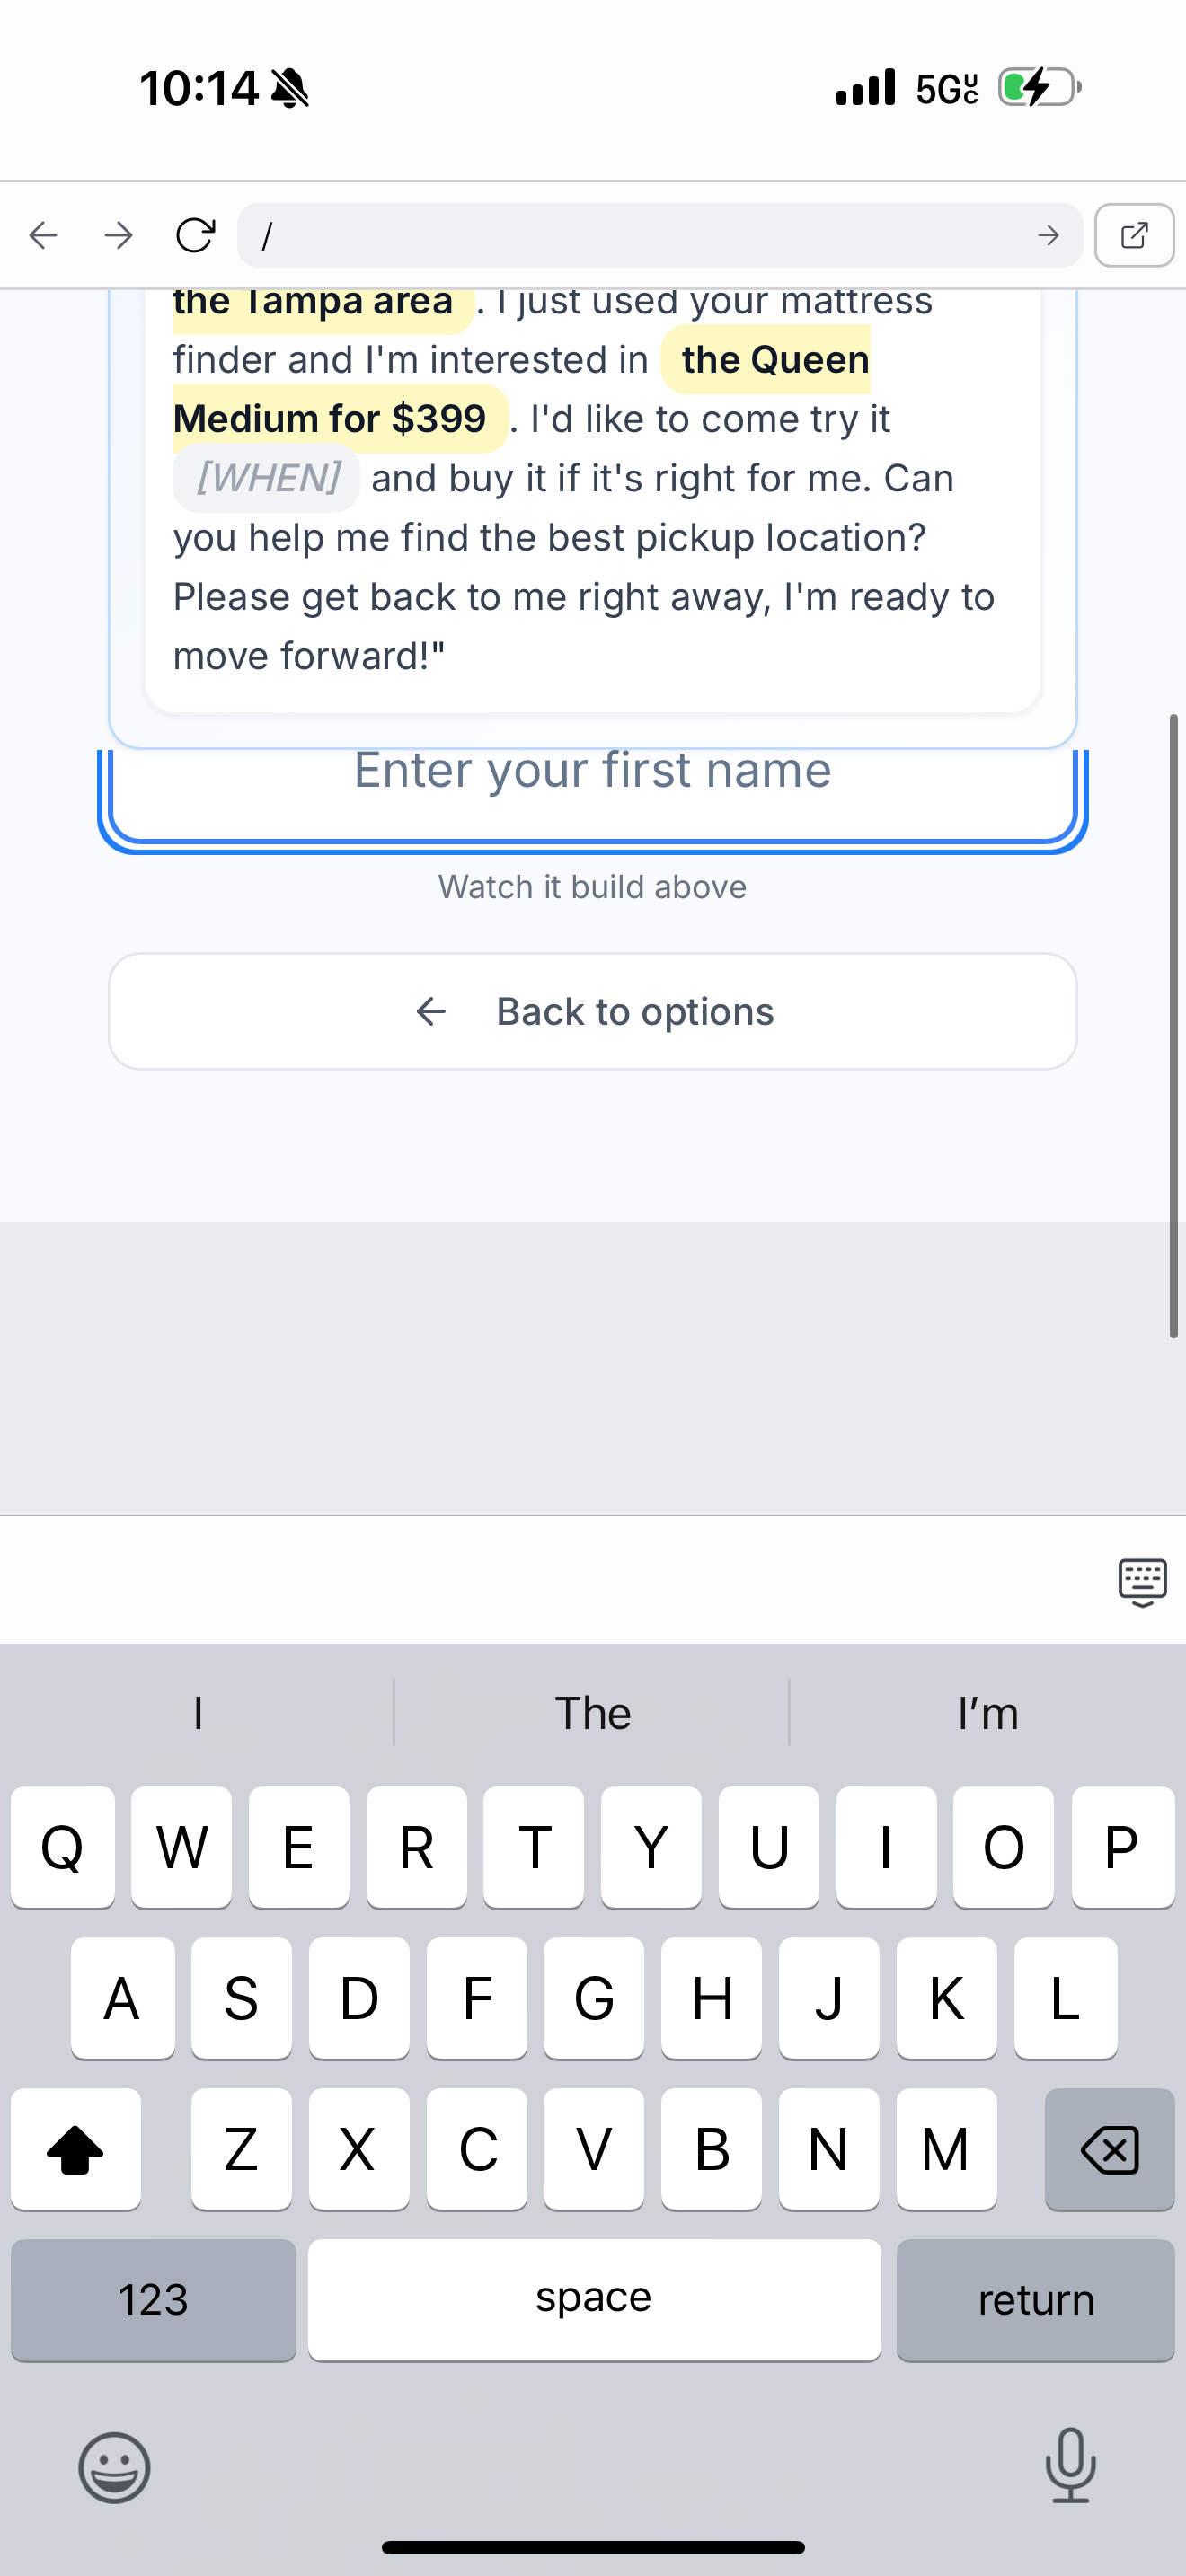 10:14
5GUC
/
the Tampa area . I just used your mattress
finder and I'm interested in the Queen
Medium for $399 . I'd like to come try it
[WHEN] and buy it if it's right for me. Can
you help me find the best pickup location?
Please get back to me right away, I'm ready to
move forward!"
Enter your first name
Watch it build above
← Back to options
I The I’m
Q W E R T Y U I O P
A S D F G H J K L
Z X C V B N M
123 space return